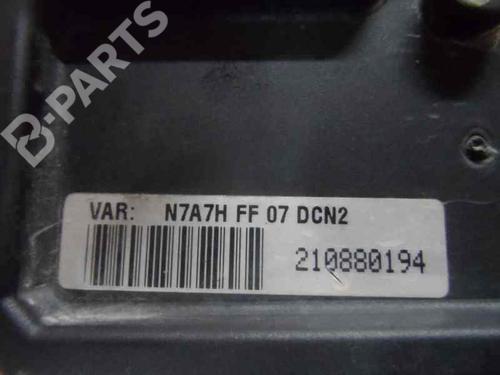 B-PARTS
VAR: N7A7H FF 07 DCN2
210880194